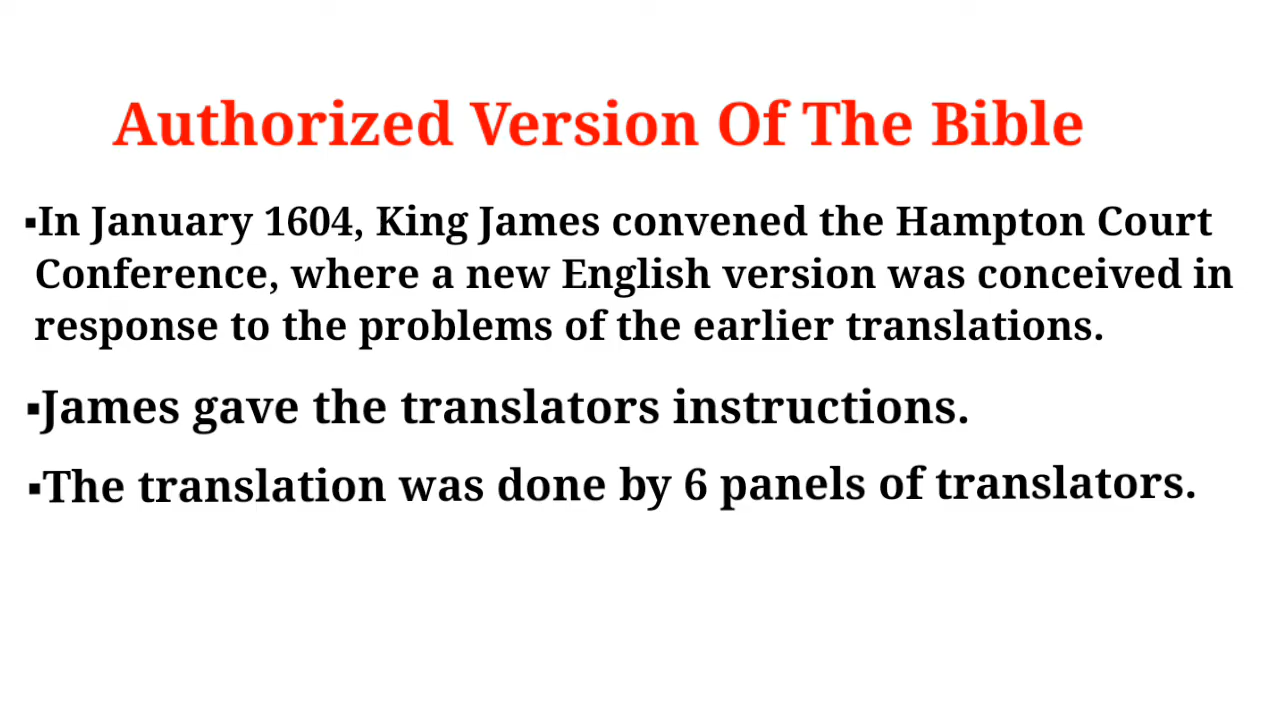 Authorized Version Of The Bible
▪In January 1604, King James convened the Hampton Court
Conference, where a new English version was conceived in
response to the problems of the earlier translations.
▪James gave the translators instructions.
▪The translation was done by 6 panels of translators.